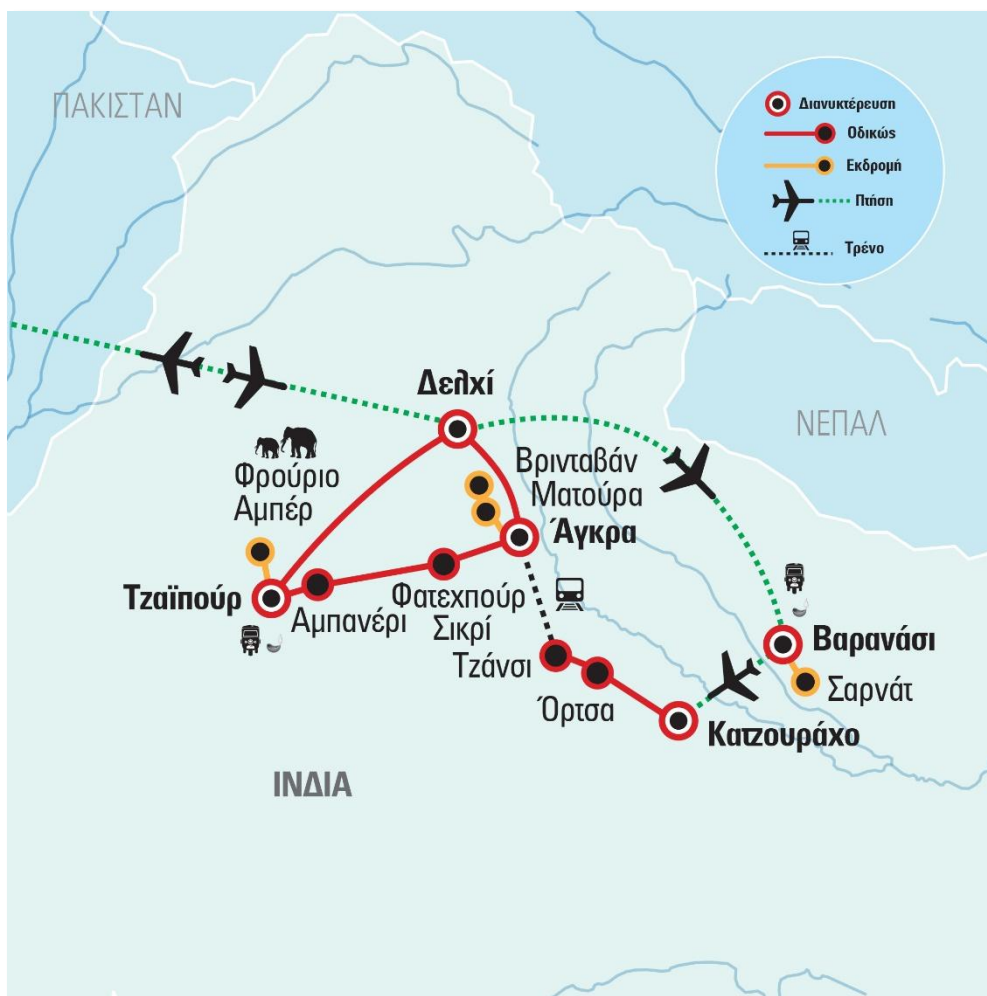 ΠΑΚΙΣΤΑΝ
Διανυκτέρευση
Οδικώς
Εκδρομή
Πτήση
Τρένο
ΝΕΠΑΛ
Δελχί
Φρούριο
Αμπέρ
Βρινταβάν
Ματούρα
Άγκρα
Τζαϊπούρ
Αμπανέρι
Φατεχπούρ
Σικρί
Τζάνσι
Όρτσα
Βαρανάσι
Σαρνάτ
Κατζουράχο
ΙΝΔΙΑ